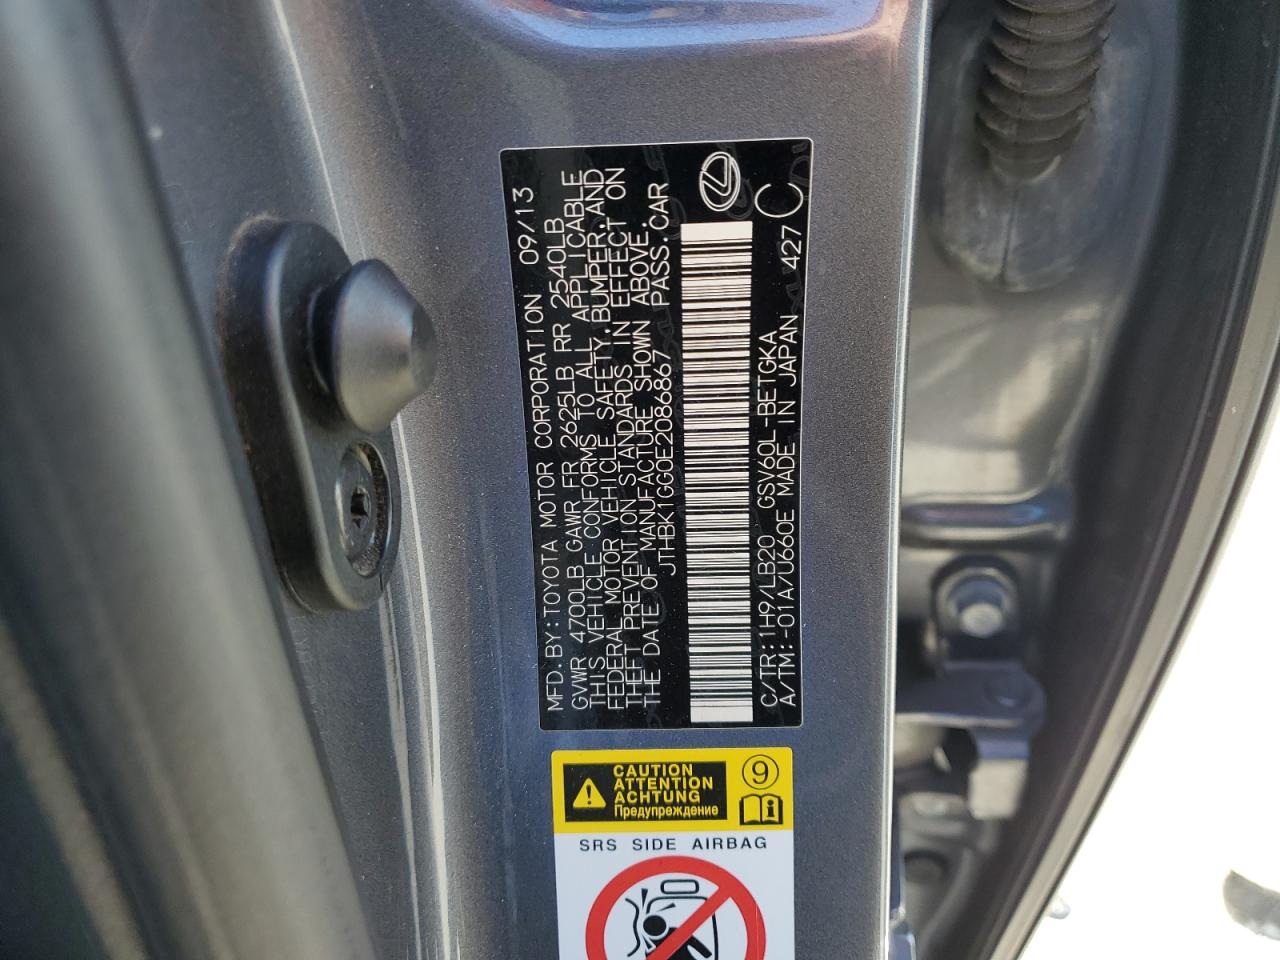 MFD.BY:TOYOTA MOTOR CORPORATION 09/13
GVWR 4700LB GAWR FR 2625LB RR 2540LB
THIS VEHICLE CONFORMS TO ALL APPLICABLE
FEDERAL MOTOR VEHICLE SAFETY,BUMPER,AND
THEFT PREVENTION STANDARDS IN EFFECT ON
THE DATE OF MANUFACTURE SHOWN ABOVE.
JTHBK1GG0E2086867 PASS.CAR
C/TR:1H9/LB20 GSV60L-BETGKA
A/TM:-01A/U660E MADE IN JAPAN 427 C
CAUTION
ATTENTION
ACHTUNG
Предупреждение
9
SRS SIDE AIRBAG